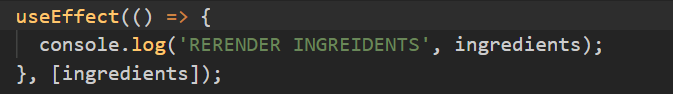 useEffect(() => {
  console.log('RERENDER INGREIDENTS', ingredients);
}, [ingredients]);